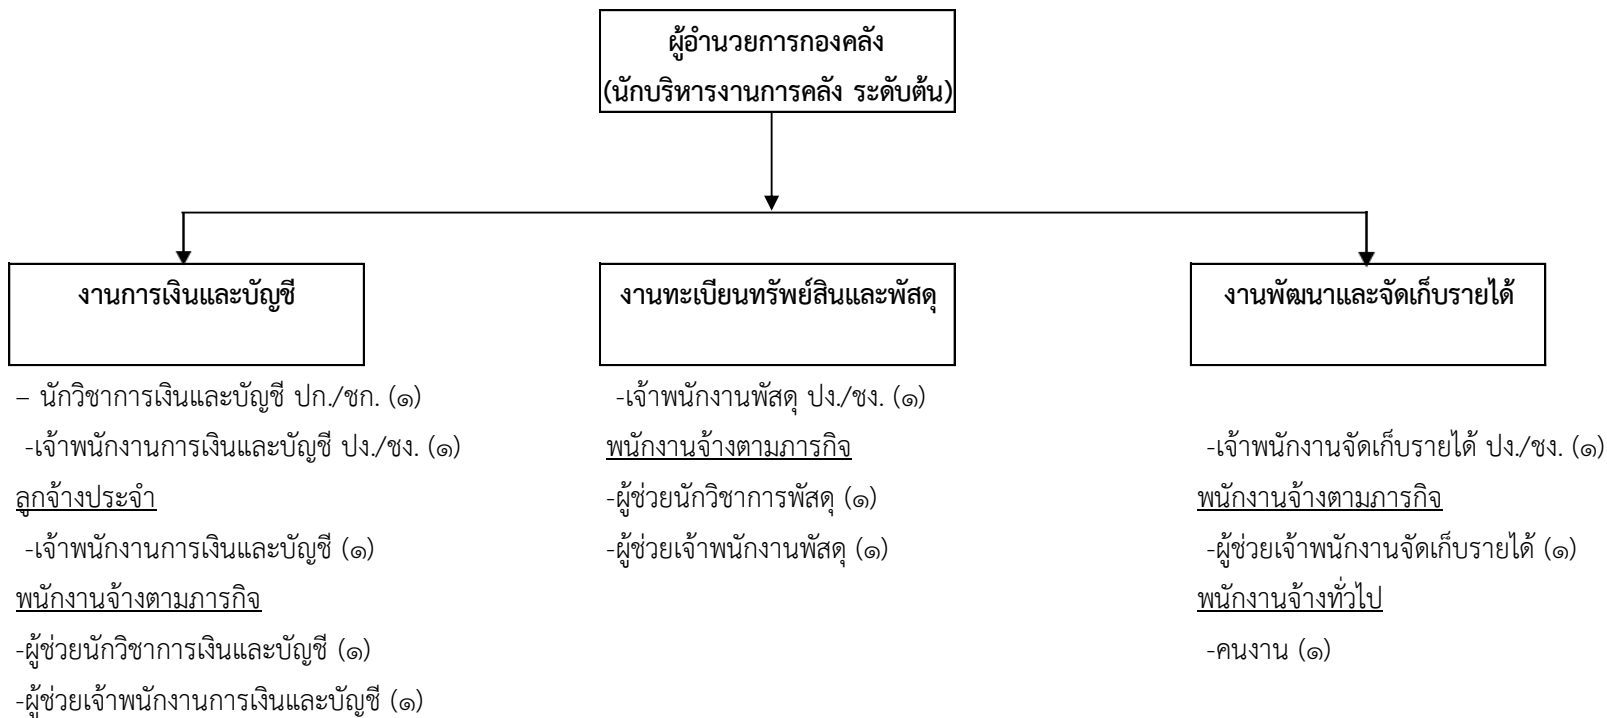 ผู้อำนวยการกองคลัง
(นักบริหารงานการคลัง ระดับต้น)
งานการเงินและบัญชี
– นักวิชาการเงินและบัญชี ปก./ชก. (๑)
-เจ้าพนักงานการเงินและบัญชี ปง./ชง. (๑)
ลูกจ้างประจำ
-เจ้าพนักงานการเงินและบัญชี (๑)
พนักงานจ้างตามภารกิจ
-ผู้ช่วยนักวิชาการเงินและบัญชี (๑)
-ผู้ช่วยเจ้าพนักงานการเงินและบัญชี (๑)
งานทะเบียนทรัพย์สินและพัสดุ
-เจ้าพนักงานพัสดุ ปง./ชง. (๑)
พนักงานจ้างตามภารกิจ
-ผู้ช่วยนักวิชาการพัสดุ (๑)
-ผู้ช่วยเจ้าพนักงานพัสดุ (๑)
งานพัฒนาและจัดเก็บรายได้
-เจ้าพนักงานจัดเก็บรายได้ ปง./ชง. (๑)
พนักงานจ้างตามภารกิจ
-ผู้ช่วยเจ้าพนักงานจัดเก็บรายได้ (๑)
พนักงานจ้างทั่วไป
-คนงาน (๑)